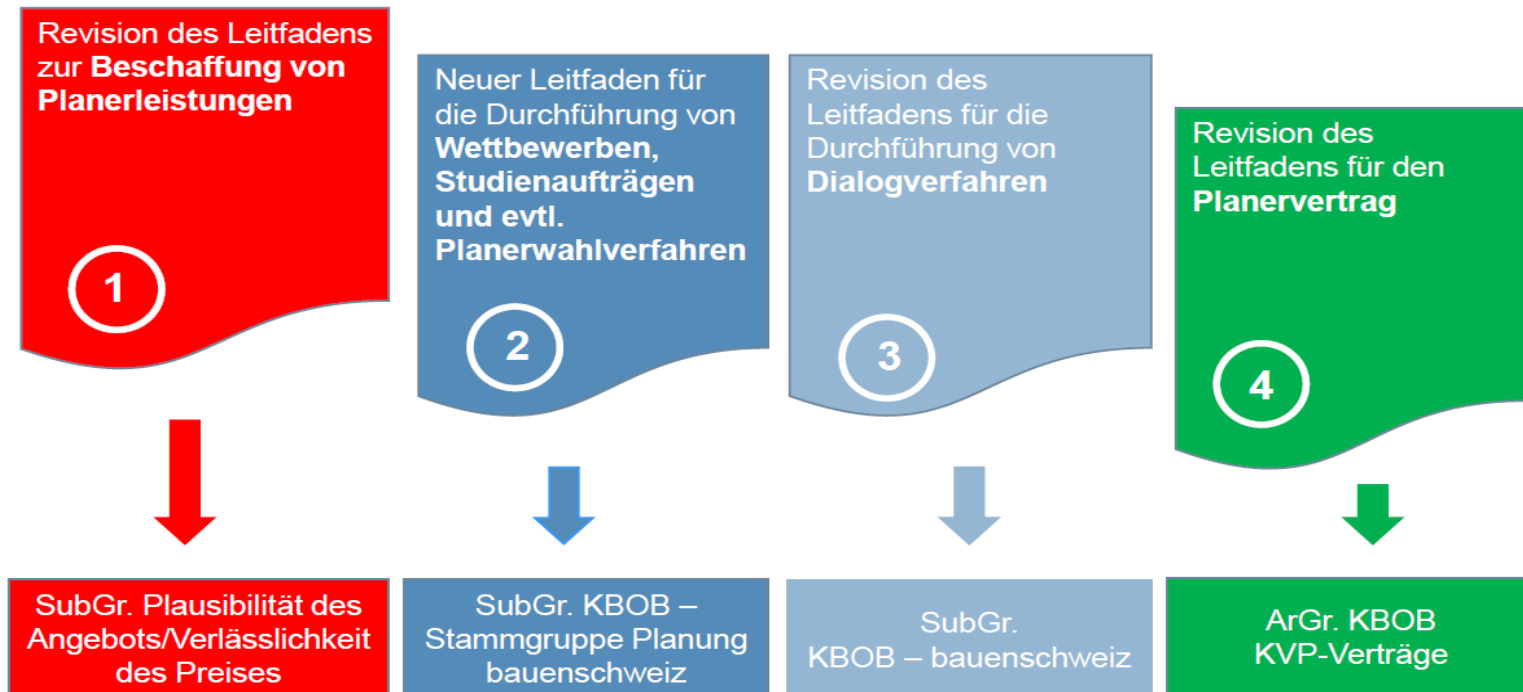 Revision des Leitfadens
zur Beschaffung von
Planerleistungen
1
Neuer Leitfaden für
die Durchführung von
Wettbewerben,
Studienaufträgen
und evtl.
Planerwahlverfahren
2
Revision des
Leitfadens für die
Durchführung von
Dialogverfahren
3
Revision des
Leitfadens für den
Planervertrag
4
SubGr. Plausibilität des
Angebots/Verlässlichkeit
des Preises
SubGr. KBOB –
Stammgruppe Planung
bauenschweiz
SubGr.
KBOB – bauenschweiz
ArGr. KBOB
KVP-Verträge